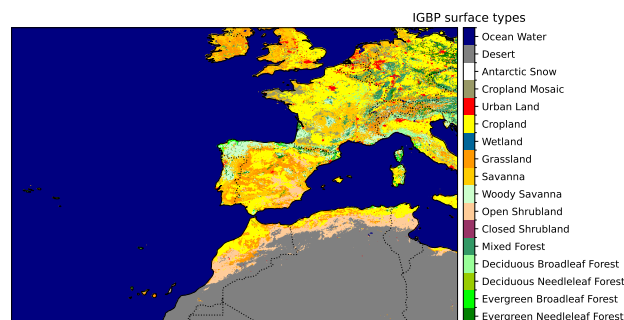 IGBP surface types
Ocean Water
Desert
Antarctic Snow
Cropland Mosaic
Urban Land
Cropland
Wetland
Grassland
Savanna
Woody Savanna
Open Shrubland
Closed Shrubland
Mixed Forest
Deciduous Broadleaf Forest
Deciduous Needleleaf Forest
Evergreen Broadleaf Forest
Evergreen Needleleaf Forest